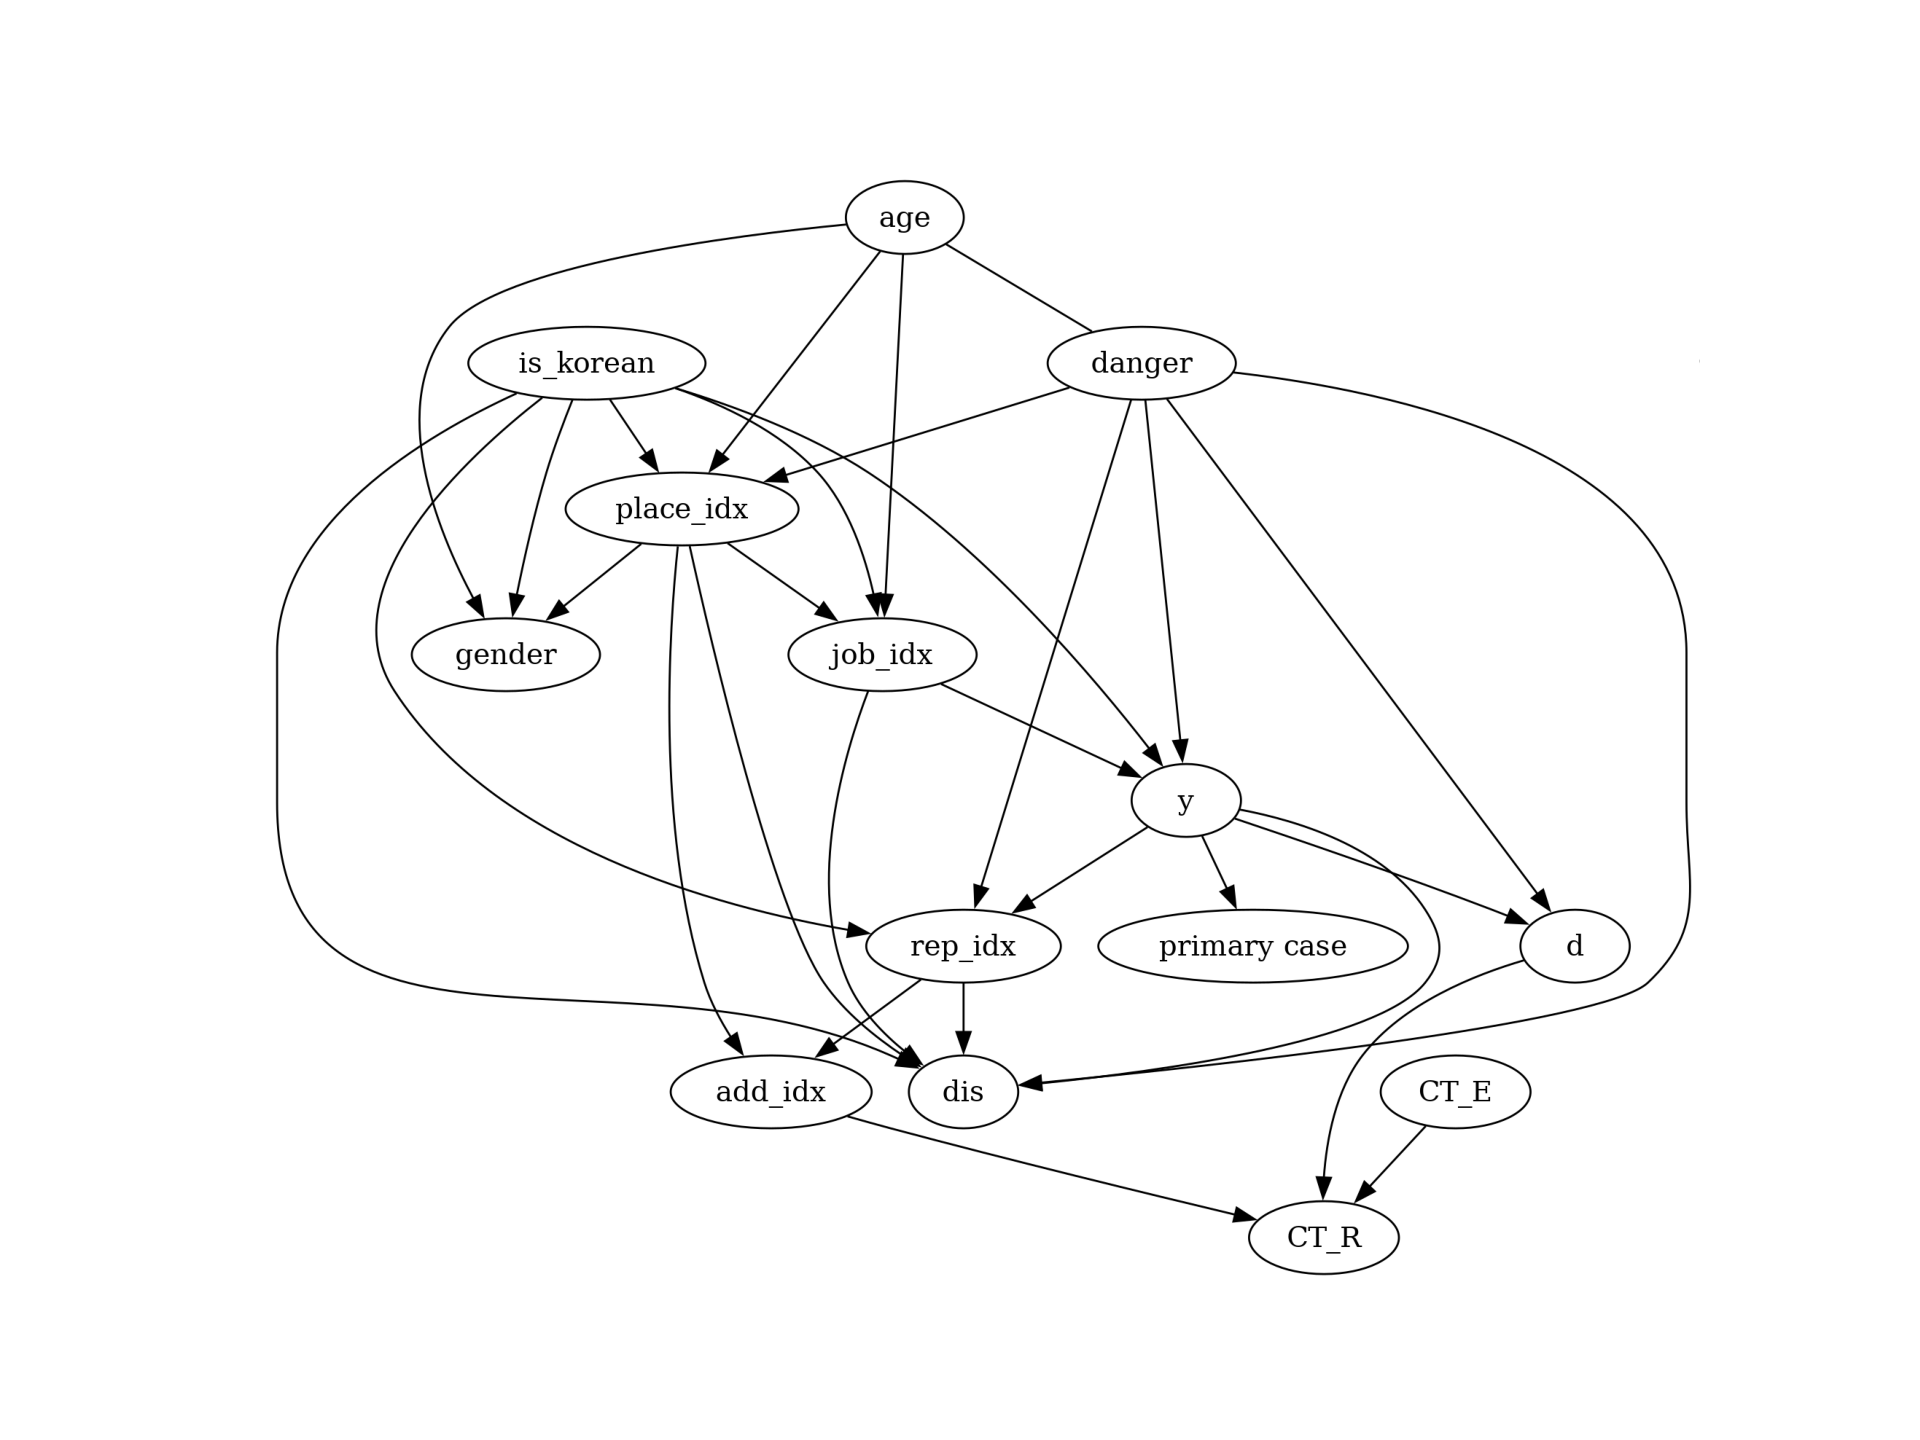 age
is_korean
danger
place_idx
gender
job_idx
y
rep_idx
primary case
d
add_idx
dis
CT_E
CT_R